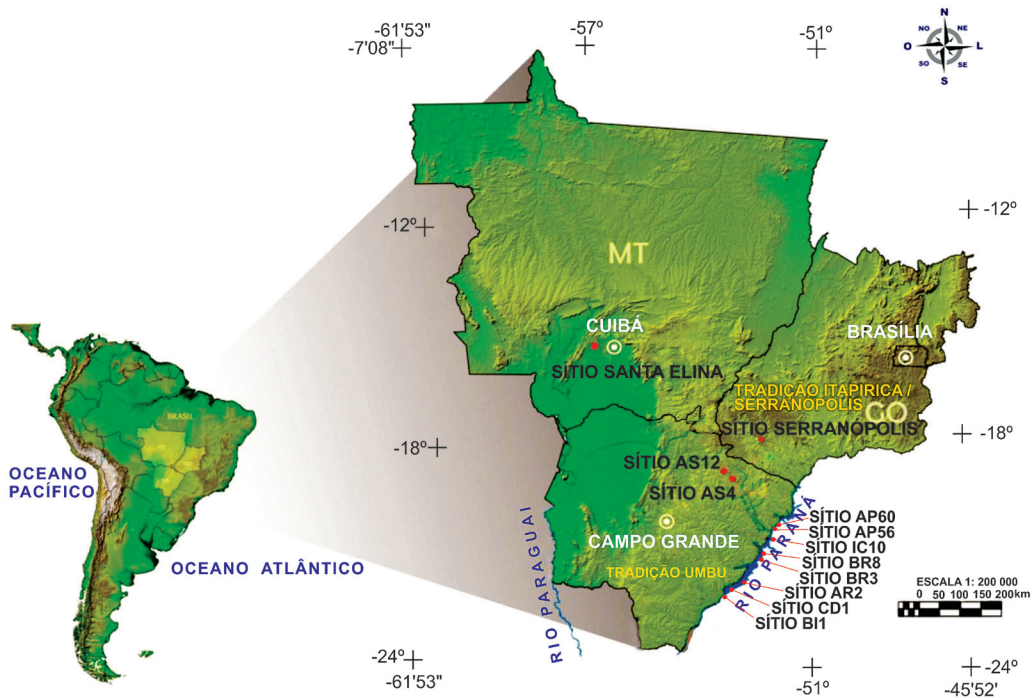 -61'53"
-7'08"
-57º
-51º
N
NO
NE
O
L
SO
SE
S
-12º
-12º
MT
CUIBÁ
BRASÍLIA
SÍTIO SANTA ELINA
TRADIÇÃO ITAPIRICA /
SERRANÓPOLIS
GO
SÍTIO SERRANÓPOLIS
BRASIL
-18º
-18º
SÍTIO AS12
SÍTIO AS4
OCEANO
PACÍFICO
RIO PARAGUAI
RIO PARANÁ
CAMPO GRANDE
TRADIÇÃO UMBU
SÍTIO AP60
SÍTIO AP56
SÍTIO IC10
SÍTIO BR8
SÍTIO BR3
SÍTIO AR2
SÍTIO CD1
SÍTIO BI1
OCEANO ATLÂNTICO
ESCALA 1: 200 000
0 50 100 150 200km
-24º
-61'53"
-51º
-24º
-45'52'